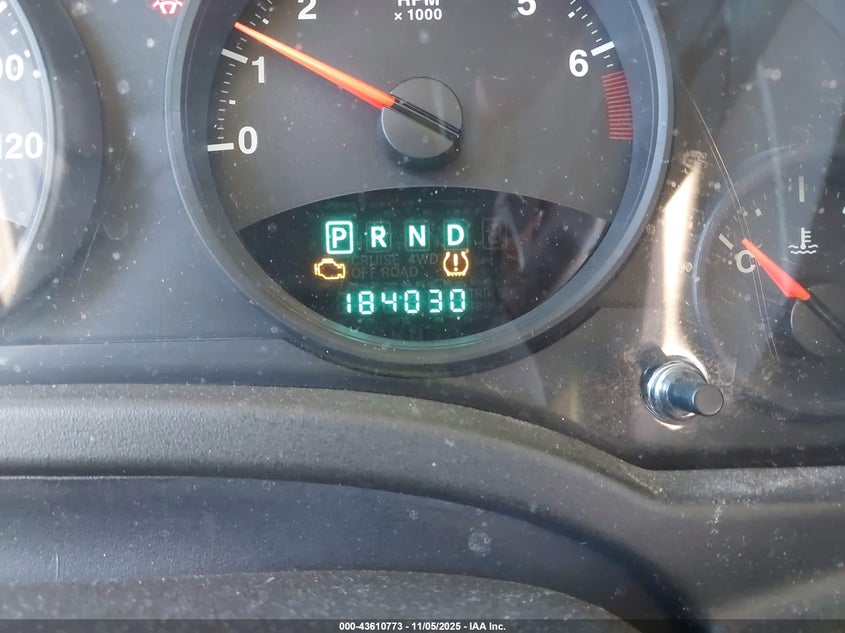 2
RPM
x 1000
5
1
6
0
120
P R N D
CRUISE 4WD
OFF ROAD
184030
C
000-43610773 - 11/05/2025 - IAA Inc.